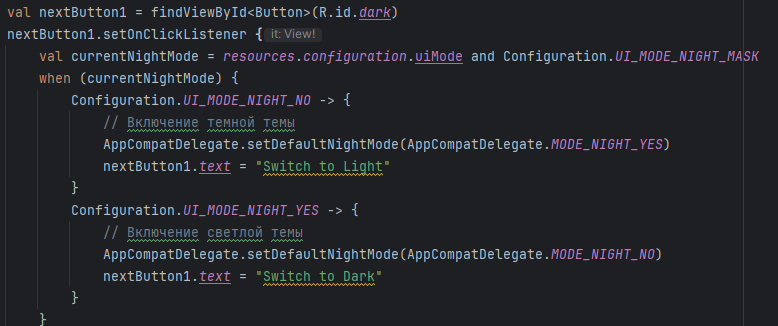 val nextButton1 = findViewById<Button>(R.id.dark)
nextButton1.setOnClickListener { it: View!
    val currentNightMode = resources.configuration.uiMode and Configuration.UI_MODE_NIGHT_MASK
    when (currentNightMode) {
        Configuration.UI_MODE_NIGHT_NO -> {
            // Включение темной темы
            AppCompatDelegate.setDefaultNightMode(AppCompatDelegate.MODE_NIGHT_YES)
            nextButton1.text = "Switch to Light"
        }
        Configuration.UI_MODE_NIGHT_YES -> {
            // Включение светлой темы
            AppCompatDelegate.setDefaultNightMode(AppCompatDelegate.MODE_NIGHT_NO)
            nextButton1.text = "Switch to Dark"
        }
    }